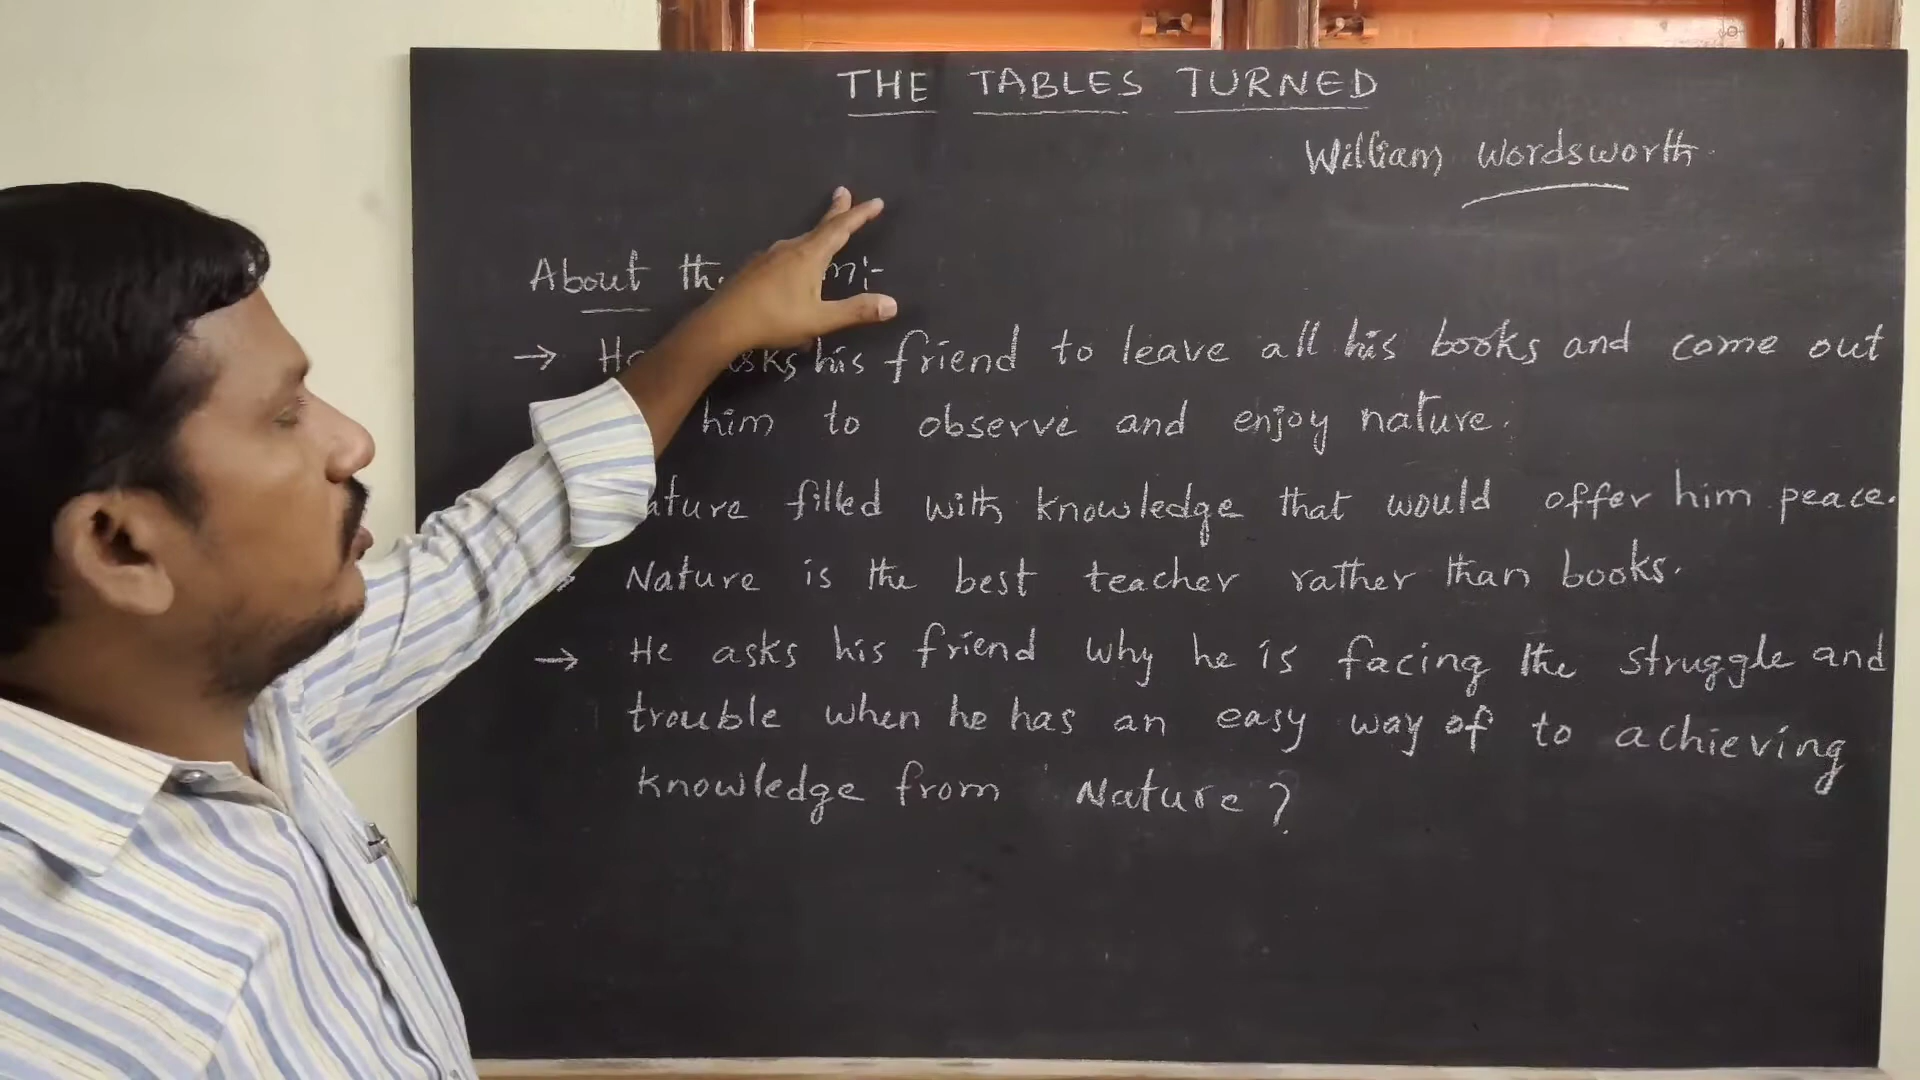 THE TABLES TURNED
William Wordsworth
About :-
his friend to leave all his books and come out
him to observe and enjoy nature.
filled with knowledge that would offer him peace.
Nature is the best teacher rather than books.
→ He asks his friend why he is facing the struggle and
trouble when he has an easy way of to achieving
knowledge from Nature?